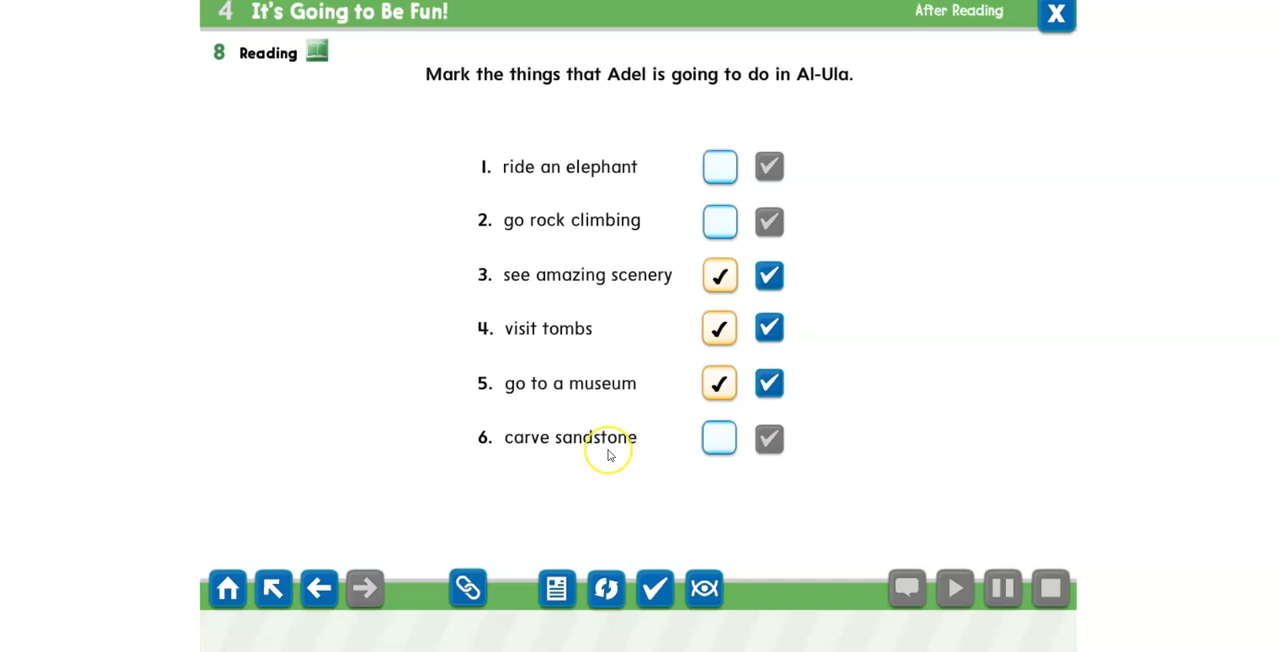 4 It's Going to Be Fun!
After Reading
X
8 Reading
Mark the things that Adel is going to do in Al-Ula.
1. ride an elephant
2. go rock climbing
3. see amazing scenery
4. visit tombs
5. go to a museum
6. carve sandstone